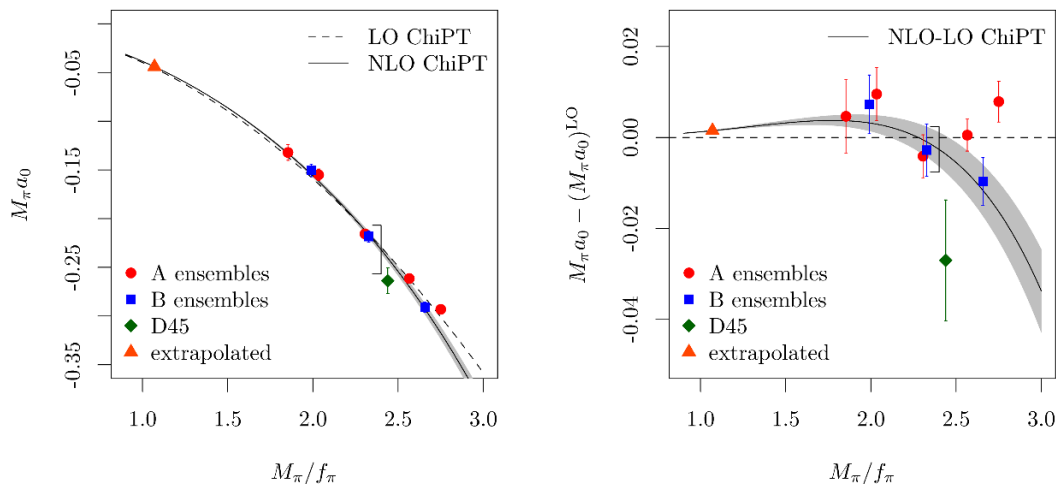 LO ChiPT
NLO ChiPT
-0.05
-0.15
-0.25
-0.35
M_π a_0
A ensembles
B ensembles
D45
extrapolated
1.0 1.5 2.0 2.5 3.0
M_π/f_π
NLO-LO ChiPT
0.02
0.00
-0.02
-0.04
M_π a_0 − (M_π a_0)^LO
A ensembles
B ensembles
D45
extrapolated
1.0 1.5 2.0 2.5 3.0
M_π/f_π